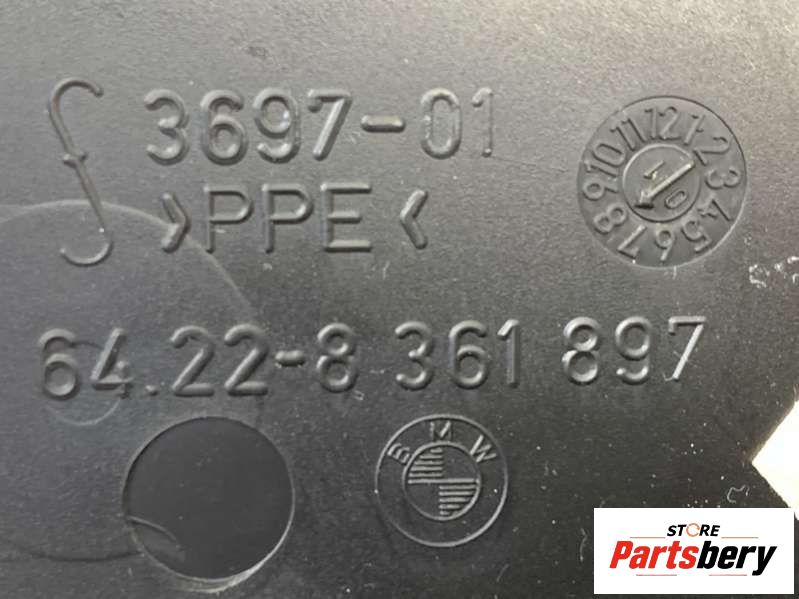 3697-01
>PPE<
64.22-8 361 897
BMW
1 2 3 4 5 6 7 8 9 10 11 12
STORE
Partsbery